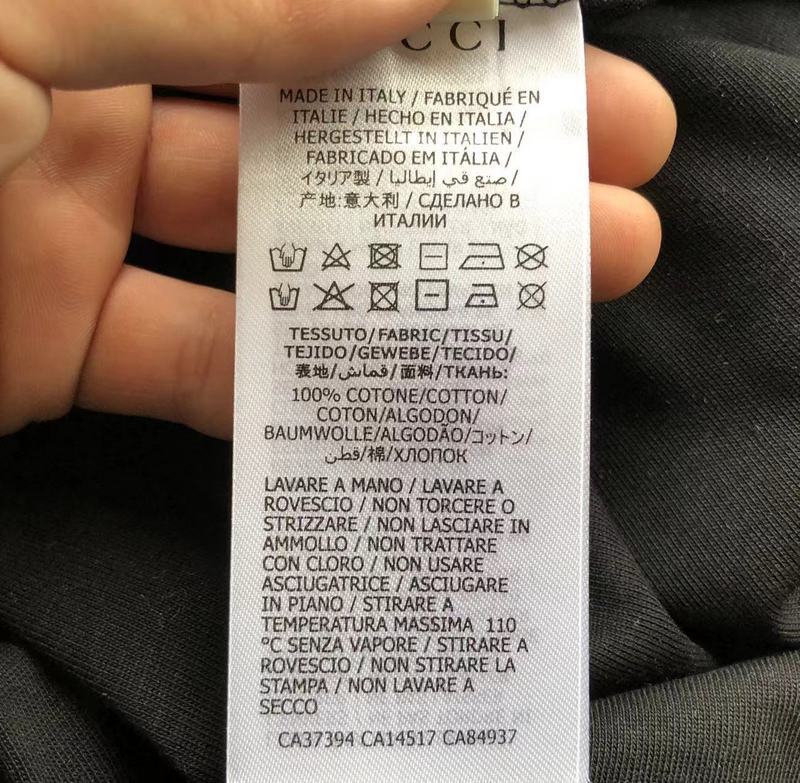 CCI
MADE IN ITALY / FABRIQUÉ EN
ITALIE / HECHO EN ITALIA /
HERGESTELLT IN ITALIEN /
FABRICADO EM ITÁLIA /
イタリア製 / صنع في إيطاليا /
产地:意大利 / СДЕЛАНО В
ИТАЛИИ
TESSUTO/FABRIC/TISSU/
TEJIDO/GEWEBE/TECIDO/
表地/قماش/面料/ТКАНЬ:
100% COTONE/COTTON/
COTON/ALGODON/
BAUMWOLLE/ALGODÃO/コットン/
قطن/棉/ХЛОПОК
LAVARE A MANO / LAVARE A
ROVESCIO / NON TORCERE O
STRIZZARE / NON LASCIARE IN
AMMOLLO / NON TRATTARE
CON CLORO / NON USARE
ASCIUGATRICE / ASCIUGARE
IN PIANO / STIRARE A
TEMPERATURA MASSIMA 110
°C SENZA VAPORE / STIRARE A
ROVESCIO / NON STIRARE LA
STAMPA / NON LAVARE A
SECCO
CA37394 CA14517 CA84937